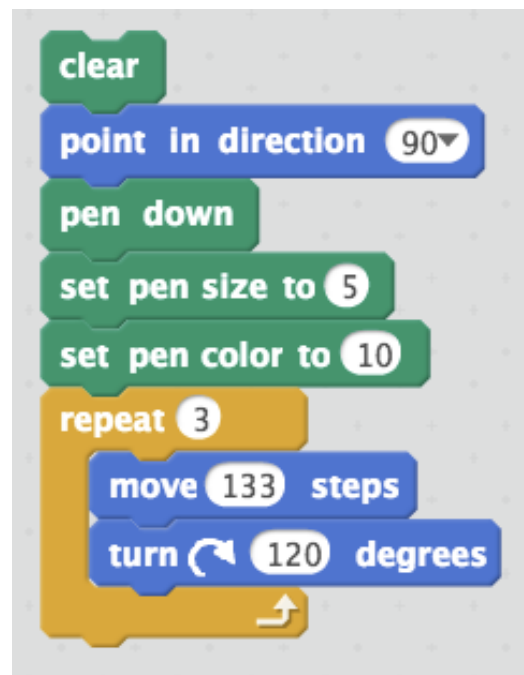 clear
point in direction 90
pen down
set pen size to 5
set pen color to 10
repeat 3
move 133 steps
turn 120 degrees